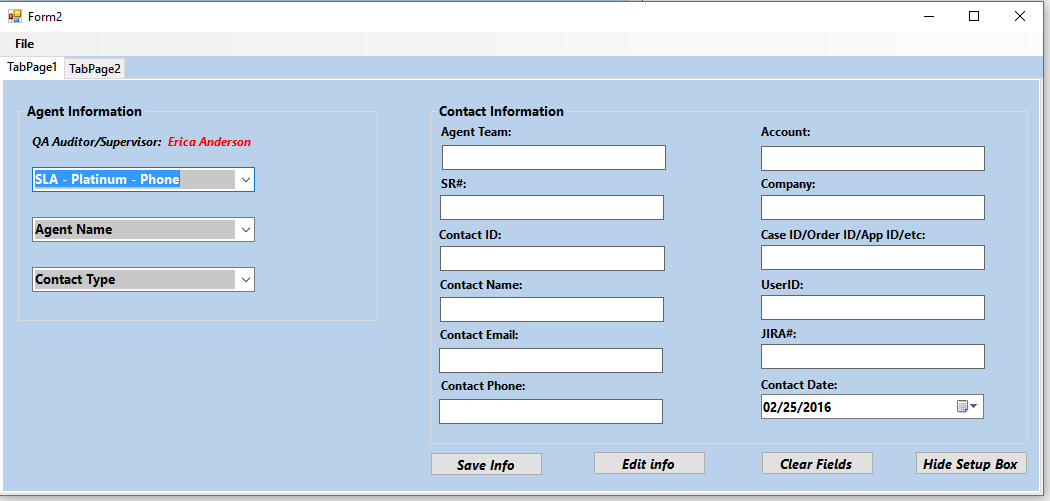 Form2
File
TabPage1 TabPage2
Agent Information
QA Auditor/Supervisor: Erica Anderson
SLA - Platinum - Phone
Agent Name
Contact Type
Contact Information
Agent Team:
SR#:
Contact ID:
Contact Name:
Contact Email:
Contact Phone:
Account:
Company:
Case ID/Order ID/App ID/etc:
UserID:
JIRA#:
Contact Date:
02/25/2016
Save Info
Edit info
Clear Fields
Hide Setup Box